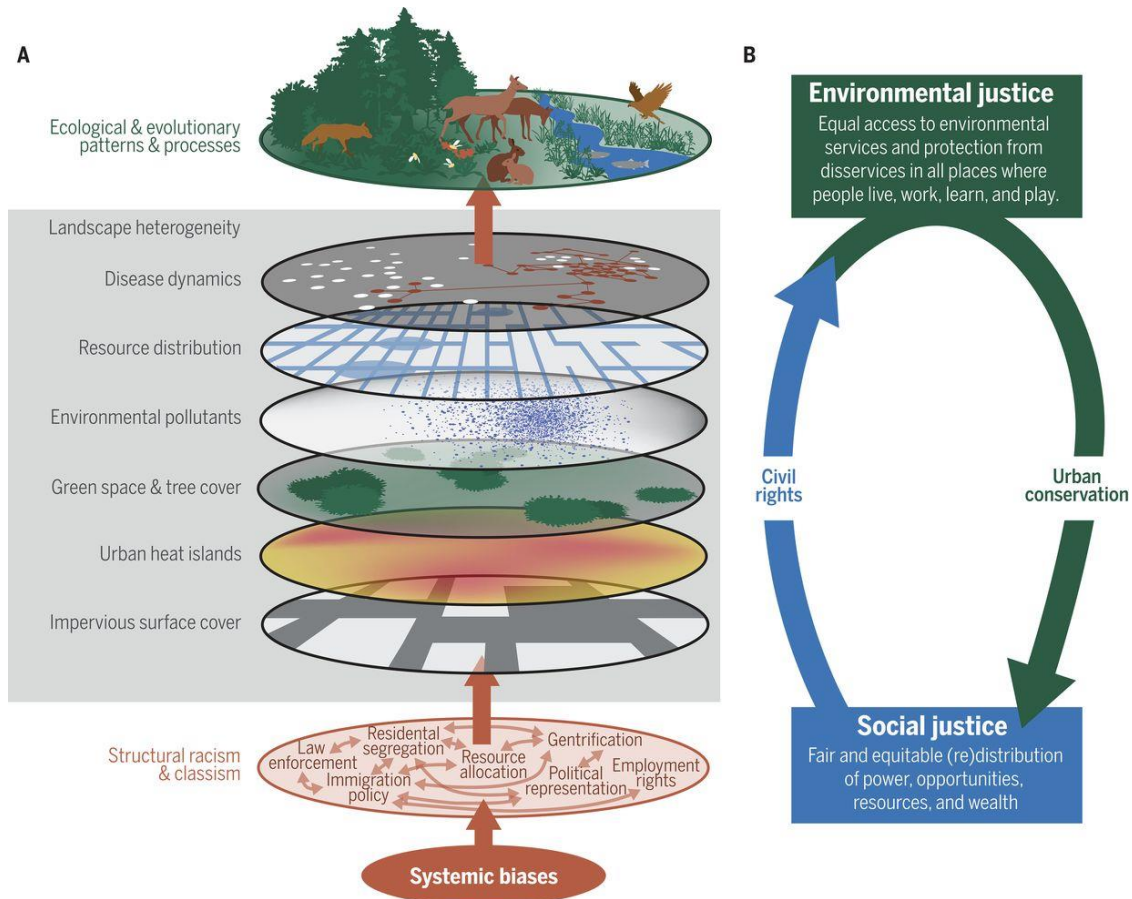 A
Ecological & evolutionary
patterns & processes
Landscape heterogeneity
Disease dynamics
Resource distribution
Environmental pollutants
Green space & tree cover
Urban heat islands
Impervious surface cover
Structural racism
& classism
Law
enforcement
Residential
segregation
Immigration
policy
Resource
allocation
Gentrification
Political
representation
Employment
rights
Systemic biases
B
Environmental justice
Equal access to environmental
services and protection from
disservices in all places where
people live, work, learn, and play.
Civil
rights
Urban
conservation
Social justice
Fair and equitable (re)distribution
of power, opportunities,
resources, and wealth